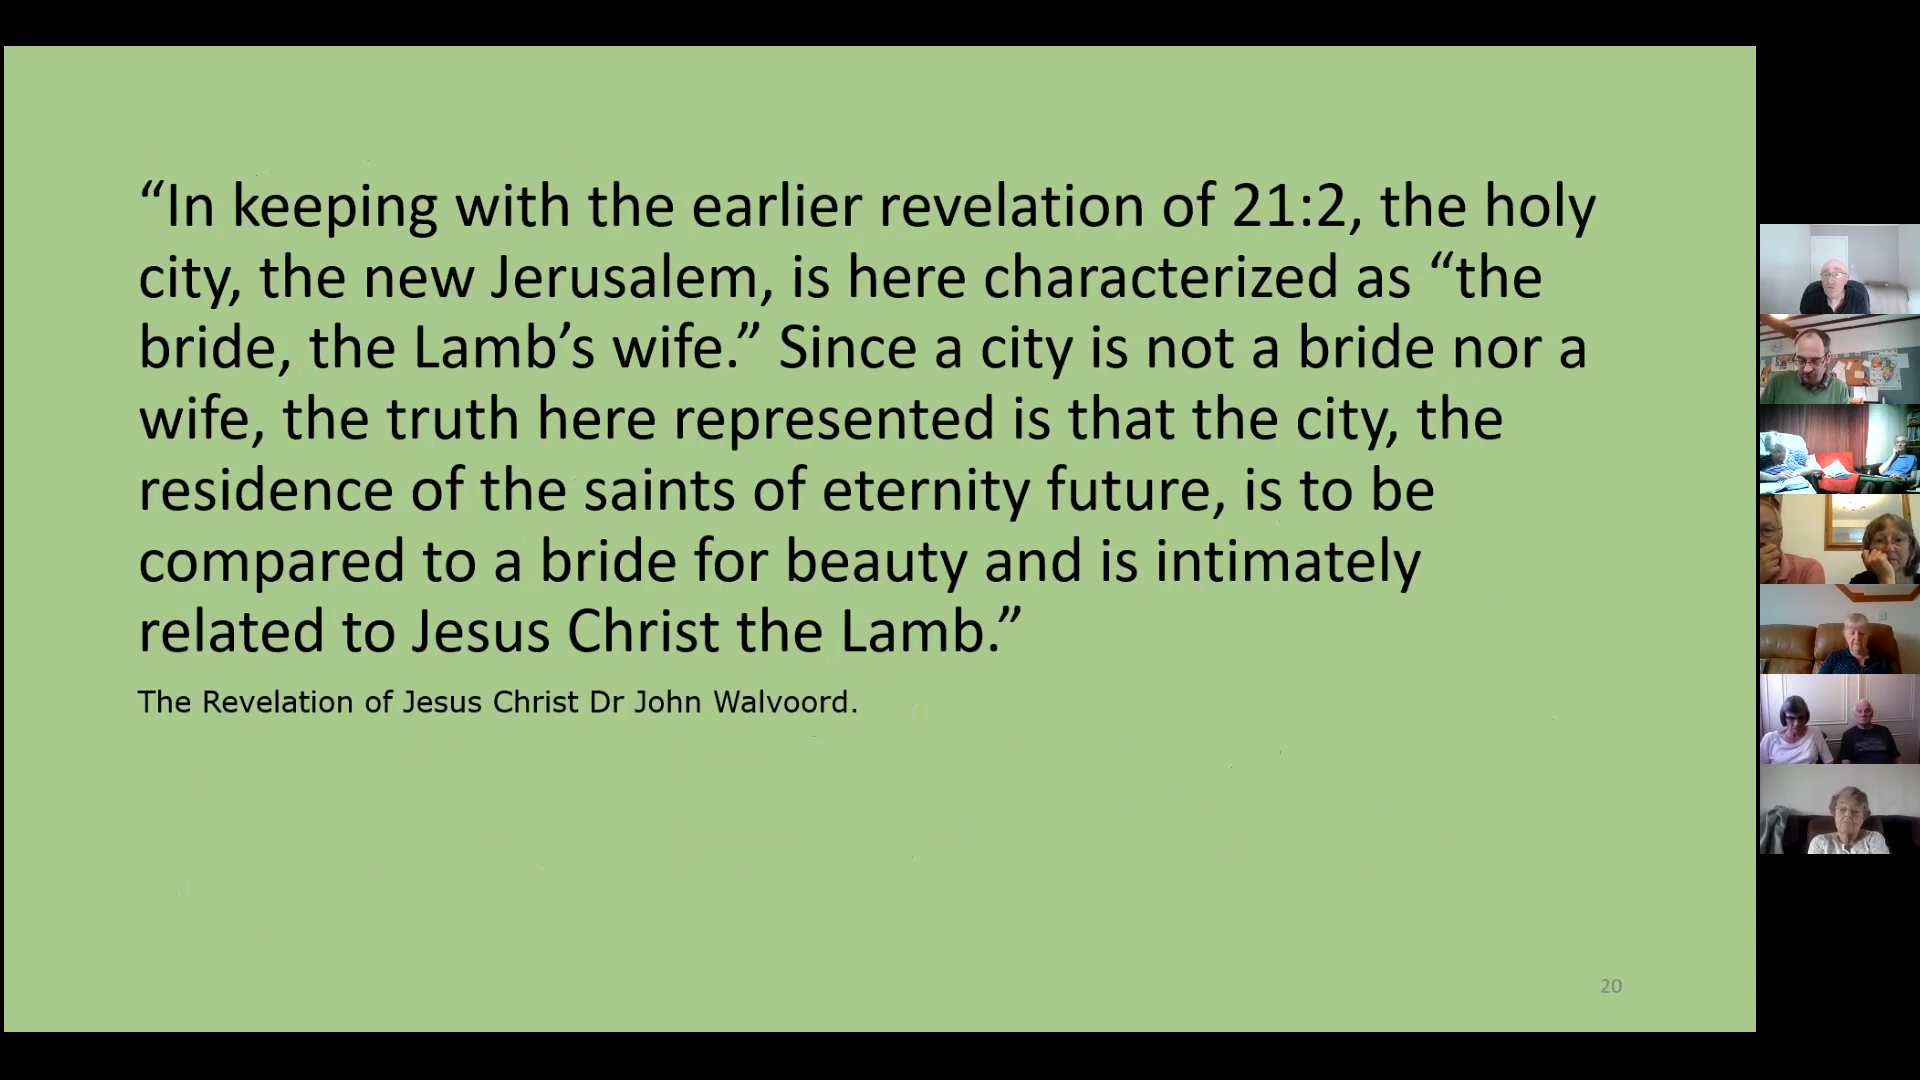 “In keeping with the earlier revelation of 21:2, the holy
city, the new Jerusalem, is here characterized as “the
bride, the Lamb’s wife.” Since a city is not a bride nor a
wife, the truth here represented is that the city, the
residence of the saints of eternity future, is to be
compared to a bride for beauty and is intimately
related to Jesus Christ the Lamb.”
The Revelation of Jesus Christ Dr John Walvoord.
20